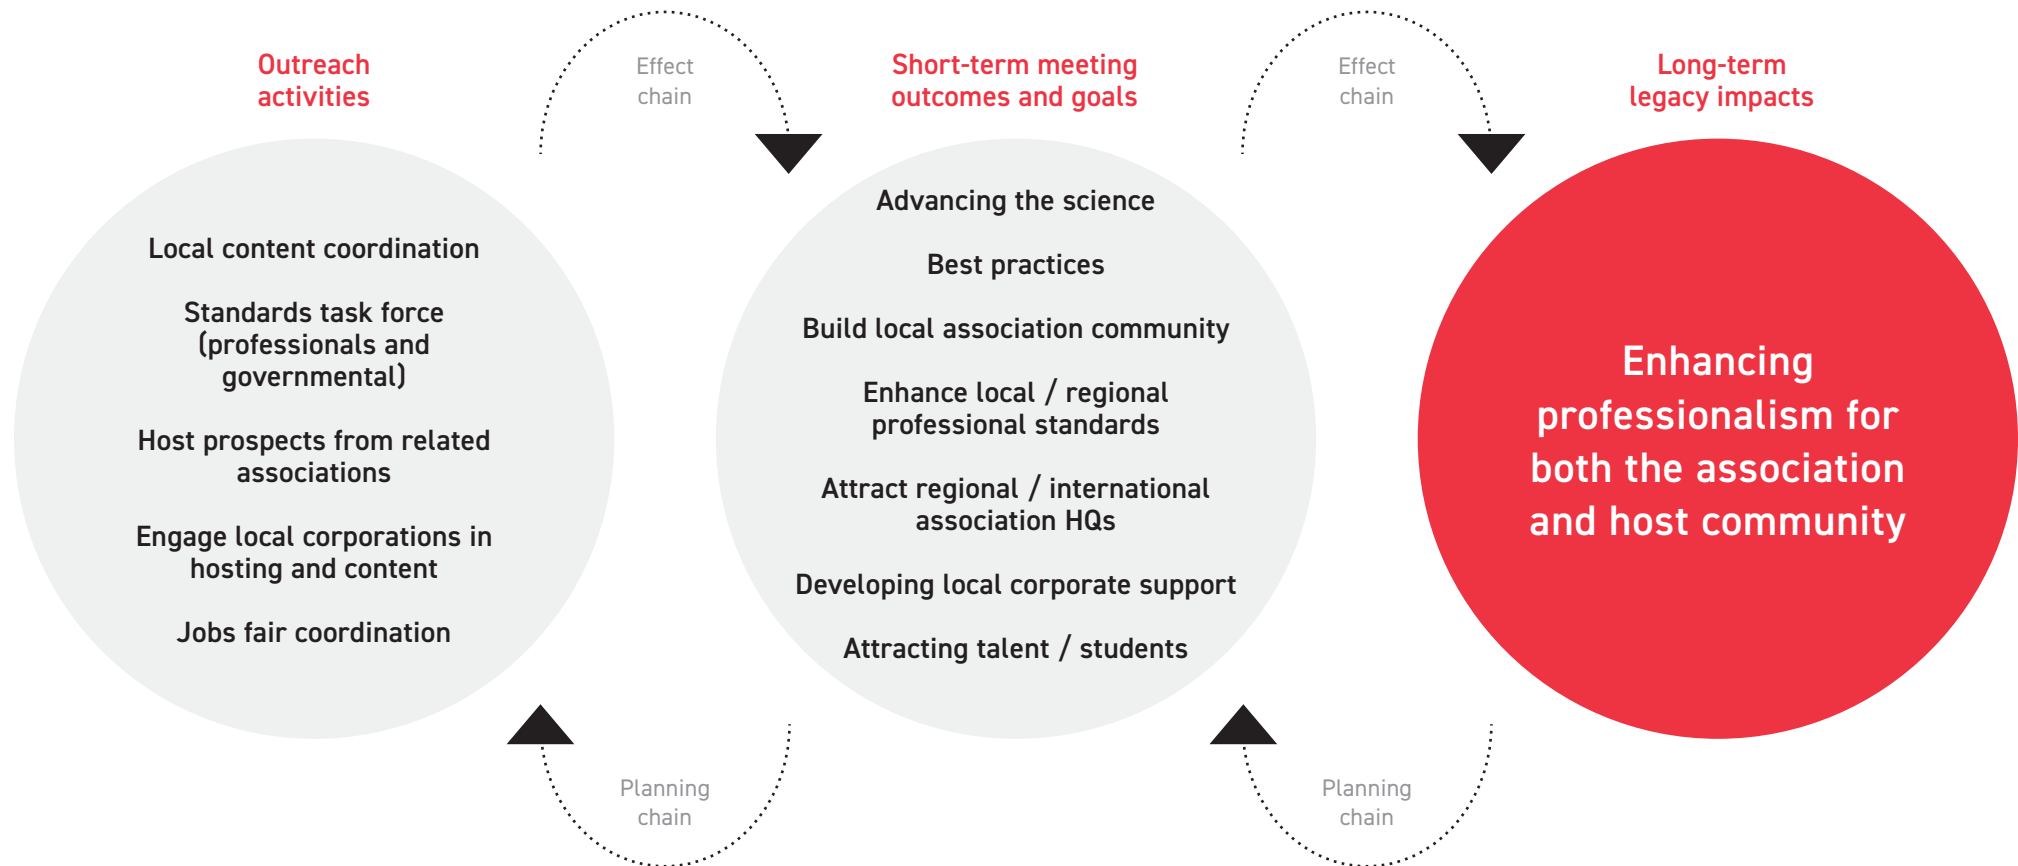 Outreach
activities
Effect
chain
Short-term meeting
outcomes and goals
Effect
chain
Long-term
legacy impacts
Local content coordination
Standards task force
(professionals and
governmental)
Host prospects from related
associations
Engage local corporations in
hosting and content
Jobs fair coordination
Advancing the science
Best practices
Build local association community
Enhance local / regional
professional standards
Attract regional / international
association HQs
Developing local corporate support
Attracting talent / students
Enhancing
professionalism for
both the association
and host community
Planning
chain
Planning
chain